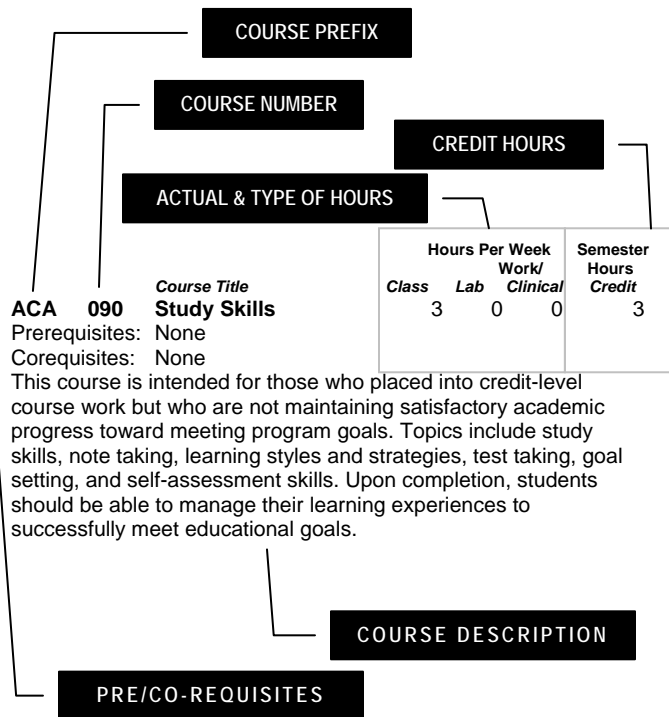 COURSE PREFIX
COURSE NUMBER
CREDIT HOURS
ACTUAL & TYPE OF HOURS
Hours Per Week Semester
Work/ Hours
Course Title Class Lab Clinical Credit
ACA 090 Study Skills 3 0 0 3
Prerequisites: None
Corequisites: None
This course is intended for those who placed into credit-level
course work but who are not maintaining satisfactory academic
progress toward meeting program goals. Topics include study
skills, note taking, learning styles and strategies, test taking, goal
setting, and self-assessment skills. Upon completion, students
should be able to manage their learning experiences to
successfully meet educational goals.
COURSE DESCRIPTION
PRE/CO-REQUISITES